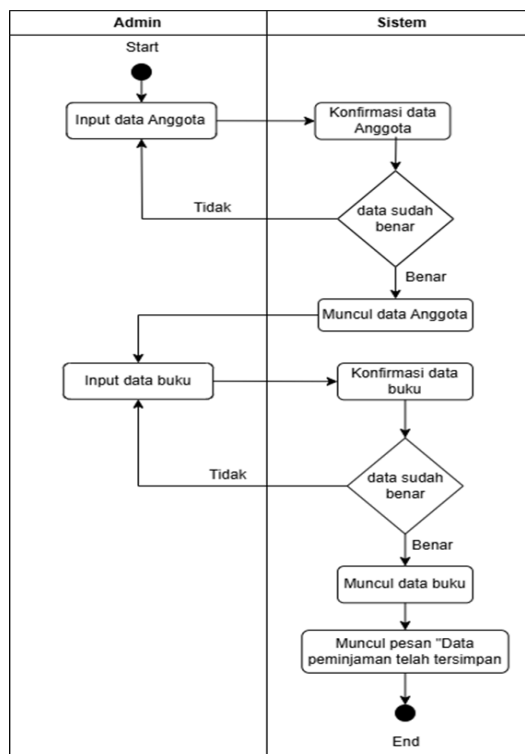 Admin
Sistem
Start
Input data Anggota
Konfirmasi data
Anggota
Tidak
data sudah
benar
Benar
Muncul data Anggota
Input data buku
Konfirmasi data
buku
Tidak
data sudah
benar
Benar
Muncul data buku
Muncul pesan "Data
peminjaman telah tersimpan
End